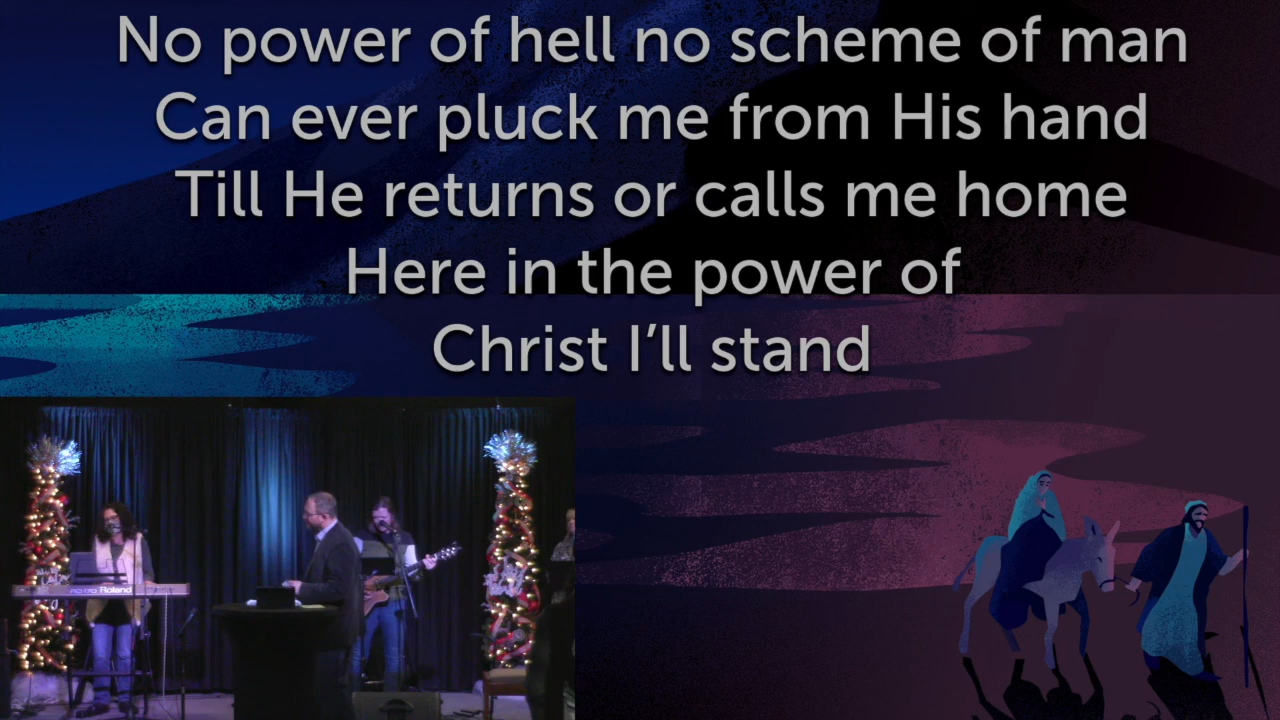 No power of hell no scheme of man
Can ever pluck me from His hand
Till He returns or calls me home
Here in the power of
Christ I’ll stand
Roland